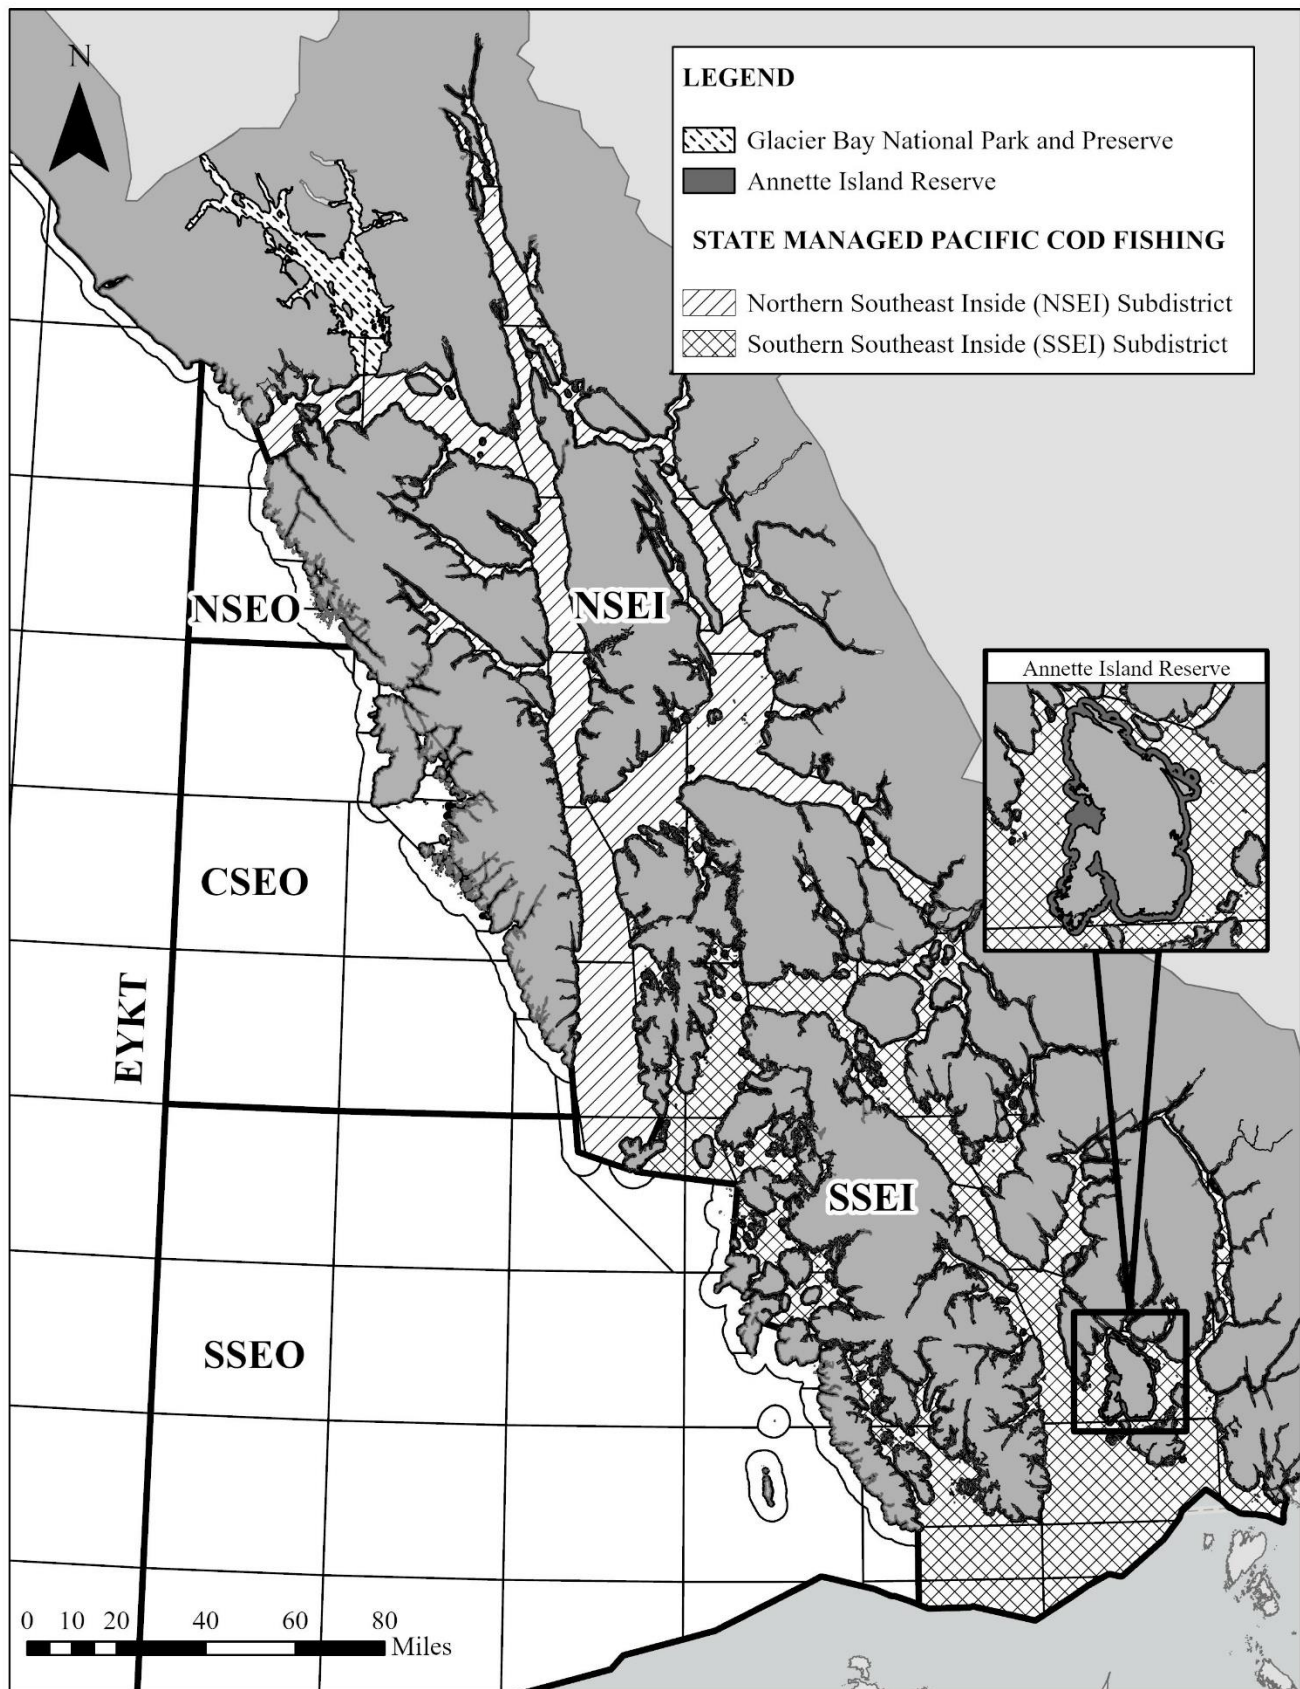 N
LEGEND
Glacier Bay National Park and Preserve
Annette Island Reserve
STATE MANAGED PACIFIC COD FISHING
Northern Southeast Inside (NSEI) Subdistrict
Southern Southeast Inside (SSEI) Subdistrict
NSEO
NSEI
Annette Island Reserve
CSEO
EYKT
SSEI
SSEO
0 10 20 40 60 80
Miles